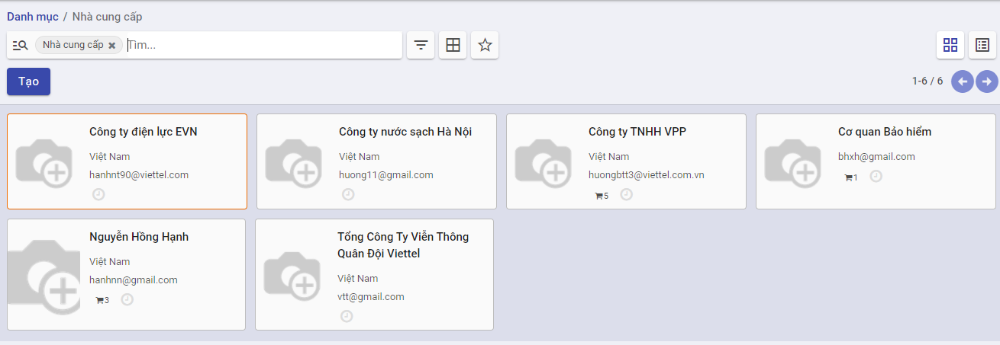 Danh mục / Nhà cung cấp
Nhà cung cấp Tìm...
Tạo
1-6 / 6
Công ty điện lực EVN
Việt Nam
hanhnt90@viettel.com
Công ty nước sạch Hà Nội
Việt Nam
huong11@gmail.com
Công ty TNHH VPP
Việt Nam
huongbtt3@viettel.com.vn
5
Cơ quan Bảo hiểm
bhxh@gmail.com
1
Nguyễn Hồng Hạnh
Việt Nam
hanhnn@gmail.com
3
Tổng Công Ty Viễn Thông
Quân Đội Viettel
Việt Nam
vtt@gmail.com